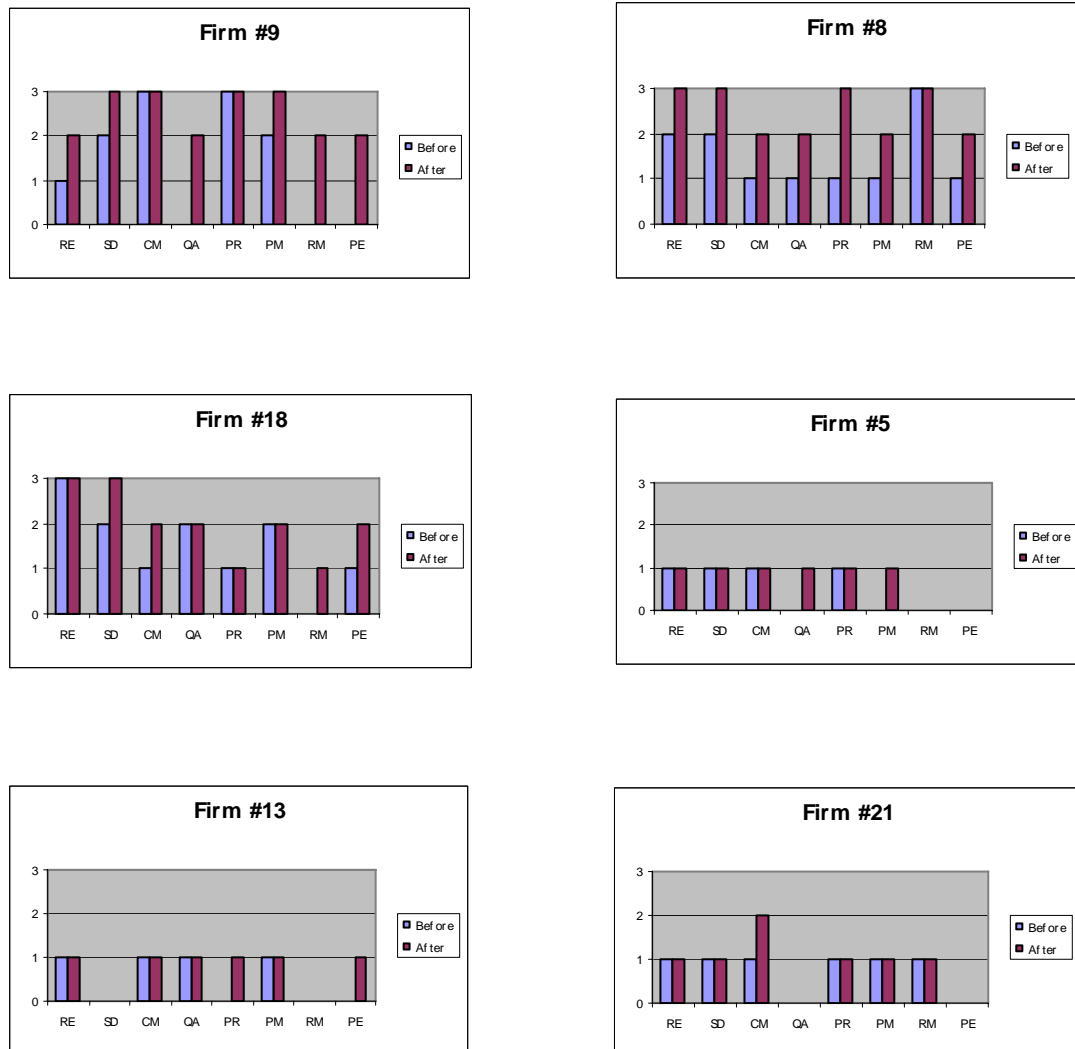 Firm #9
3
2
1
0
RE SD CM QA PR PM RM PE
Before
After
Firm #8
3
2
1
0
RE SD CM QA PR PM RM PE
Before
After
Firm #18
3
2
1
0
RE SD CM QA PR PM RM PE
Before
After
Firm #5
3
2
1
0
RE SD CM QA PR PM RM PE
Before
After
Firm #13
3
2
1
0
RE SD CM QA PR PM RM PE
Before
After
Firm #21
3
2
1
0
RE SD CM QA PR PM RM PE
Before
After